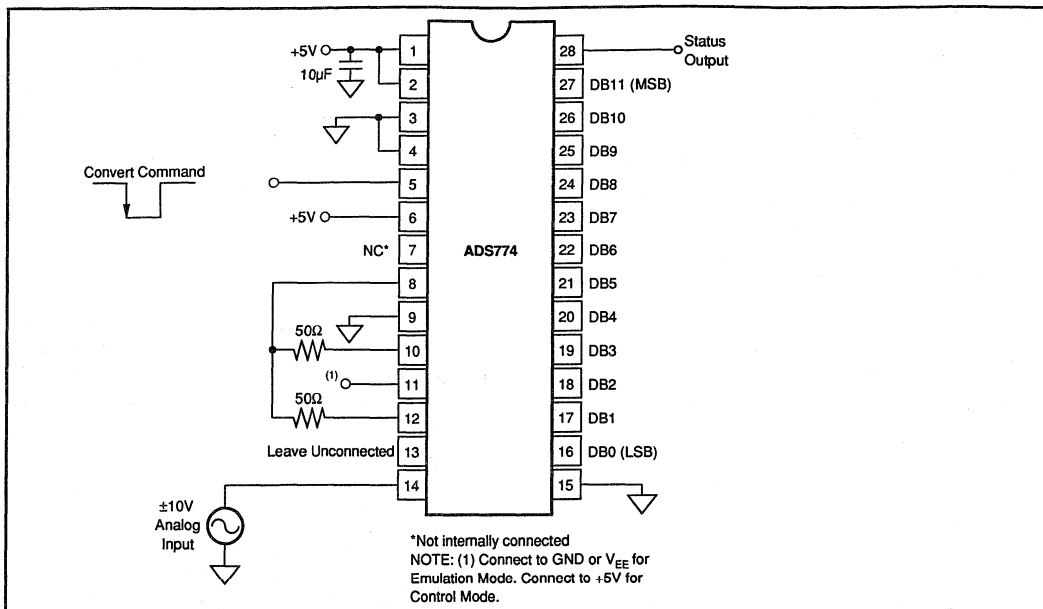 +5V
10µF
1
2
3
4
Convert Command
5
+5V
6
NC*
7
8
9
50Ω
10
(1)
11
50Ω
12
Leave Unconnected
13
14
±10V
Analog
Input
ADS774
28
Status
Output
27 DB11 (MSB)
26 DB10
25 DB9
24 DB8
23 DB7
22 DB6
21 DB5
20 DB4
19 DB3
18 DB2
17 DB1
16 DB0 (LSB)
15
*Not internally connected
NOTE: (1) Connect to GND or VEE for
Emulation Mode. Connect to +5V for
Control Mode.